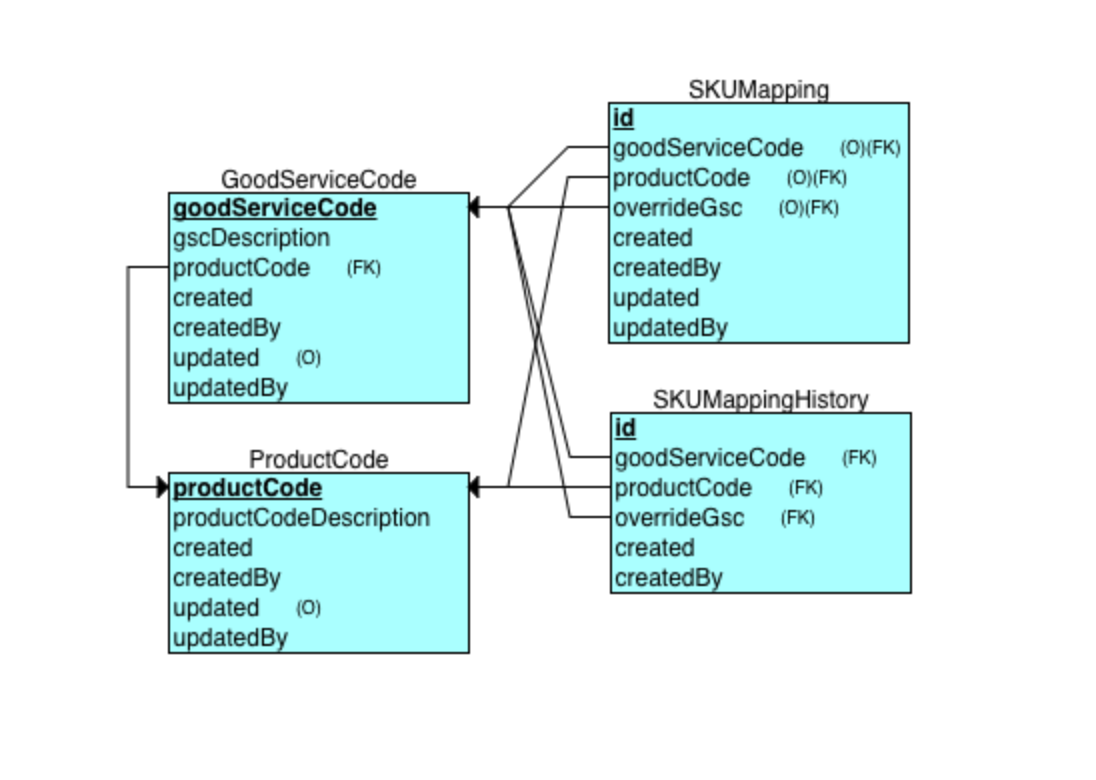 GoodServiceCode
goodServiceCode
gscDescription
productCode (FK)
created
createdBy
updated (O)
updatedBy
ProductCode
productCode
productCodeDescription
created
createdBy
updated (O)
updatedBy
SKUMapping
id
goodServiceCode (O)(FK)
productCode (O)(FK)
overrideGsc (O)(FK)
created
createdBy
updated
updatedBy
SKUMappingHistory
id
goodServiceCode (FK)
productCode (FK)
overrideGsc (FK)
created
createdBy